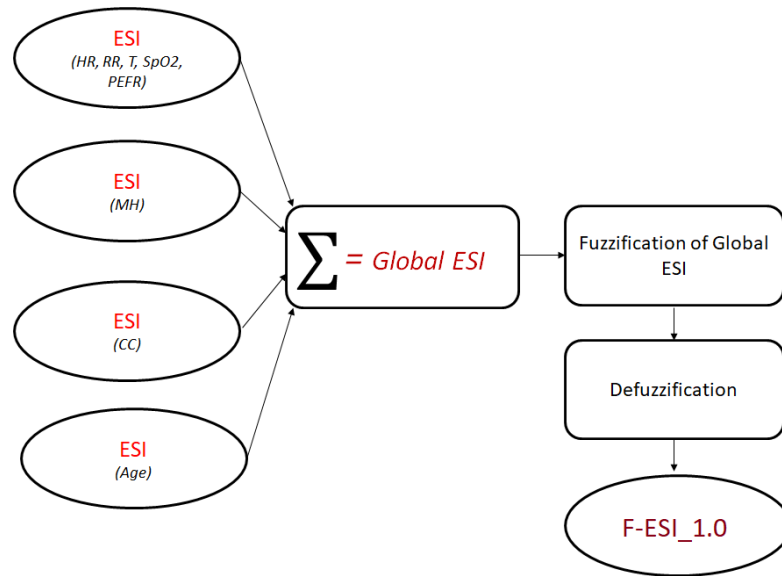 ESI
(HR, RR, T, SpO2,
PEFR)
ESI
(MH)
ESI
(CC)
ESI
(Age)
∑ = Global ESI
Fuzzification of Global
ESI
Defuzzification
F-ESI_1.0